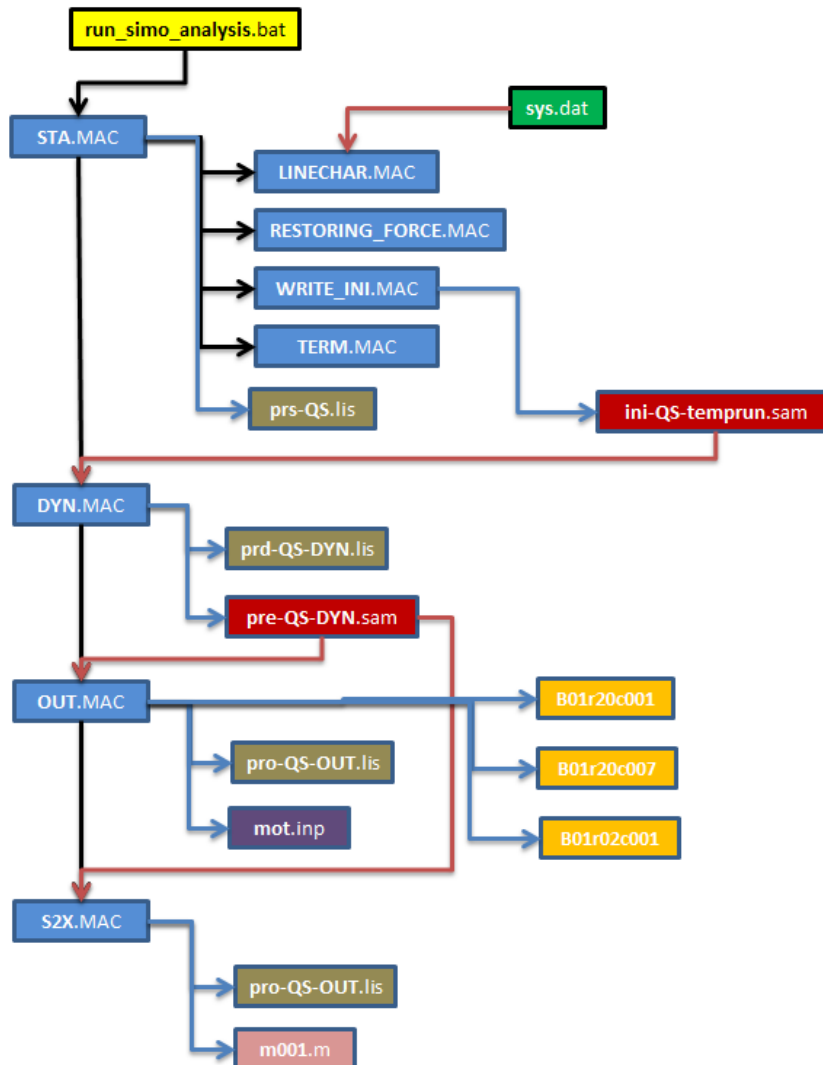 run_simo_analysis.bat
sys.dat
STA.MAC
LINECHAR.MAC
RESTORING_FORCE.MAC
WRITE_INI.MAC
TERM.MAC
prs-QS.lis
ini-QS-temprun.sam
DYN.MAC
prd-QS-DYN.lis
pre-QS-DYN.sam
OUT.MAC
B01r20c001
pro-QS-OUT.lis
B01r20c007
mot.inp
B01r02c001
S2X.MAC
pro-QS-OUT.lis
m001.m